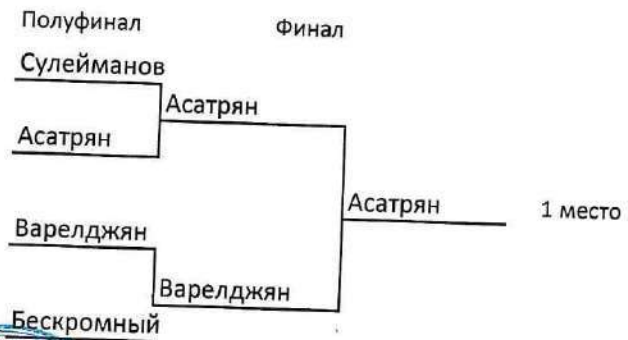 Полуфинал Финал
Сулейманов
Асатрян
Асатрян
Асатрян 1 место
Варелджян
Варелджян
Бескромный